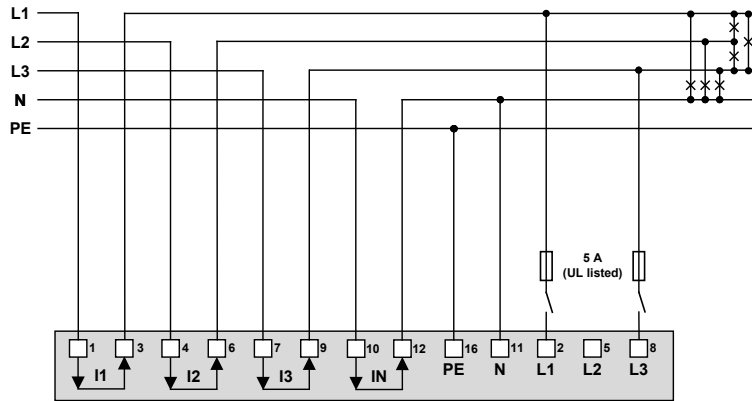 L1
L2
L3
N
PE
5 A
(UL listed)
1 3 4 6 7 9 10 12 16 11 2 5 8
I1 I2 I3 IN PE N L1 L2 L3